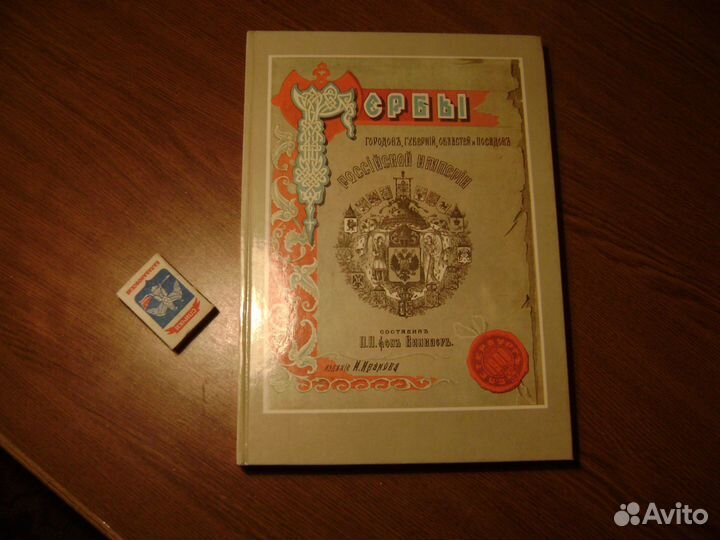 ГЕРБЫ
ГОРОДОВЪ, ГУБЕРНІЙ, ОБЛАСТЕЙ и ПОСАДОВЪ
РОССІЙСКОЙ ИМПЕРІИ
СОСТАВИЛЪ
П.П. фонъ Винклеръ.
ИЗДАНІЕ И. Иванова
Avito